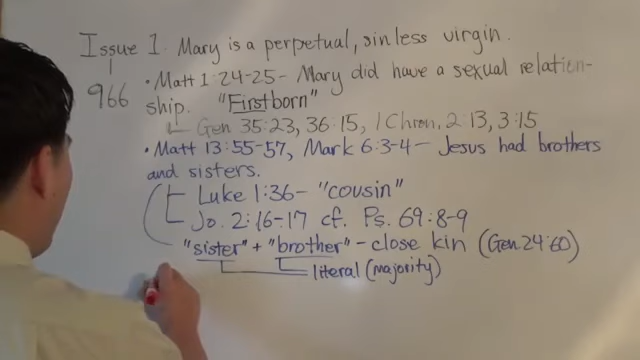 Issue 1. Mary is a perpetual, sinless virgin.
966
• Matt 1:24-25 - Mary did have a sexual relation-
ship. "Firstborn"
Gen 35:23, 36:15, 1 Chron. 2:13, 3:15
• Matt 13:55-57, Mark 6:3-4 - Jesus had brothers
and sisters.
Luke 1:36 - "cousin"
Jo. 2:16-17 cf. Ps. 69:8-9
"sister" + "brother" - close kin (Gen. 24:60)
literal (majority)